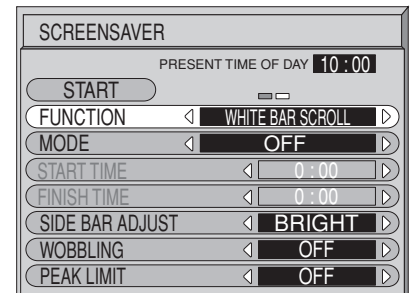 SCREENSAVER
PRESENT TIME OF DAY 10 : 00
START
FUNCTION WHITE BAR SCROLL
MODE OFF
START TIME 0 : 00
FINISH TIME 0 : 00
SIDE BAR ADJUST BRIGHT
WOBBLING OFF
PEAK LIMIT OFF